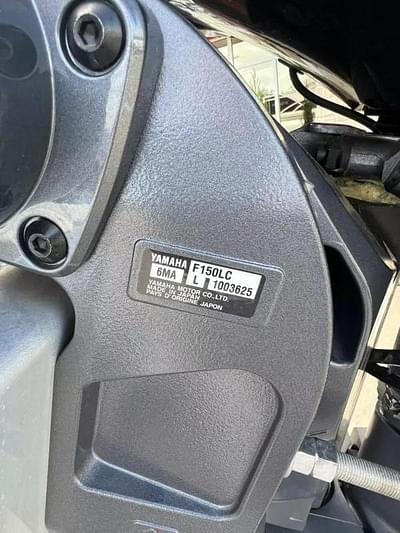 YAMAHA F150LC
6MA L 1003625
YAMAHA MOTOR CO., LTD.
MADE IN JAPAN
PAYS D'ORIGINE JAPON